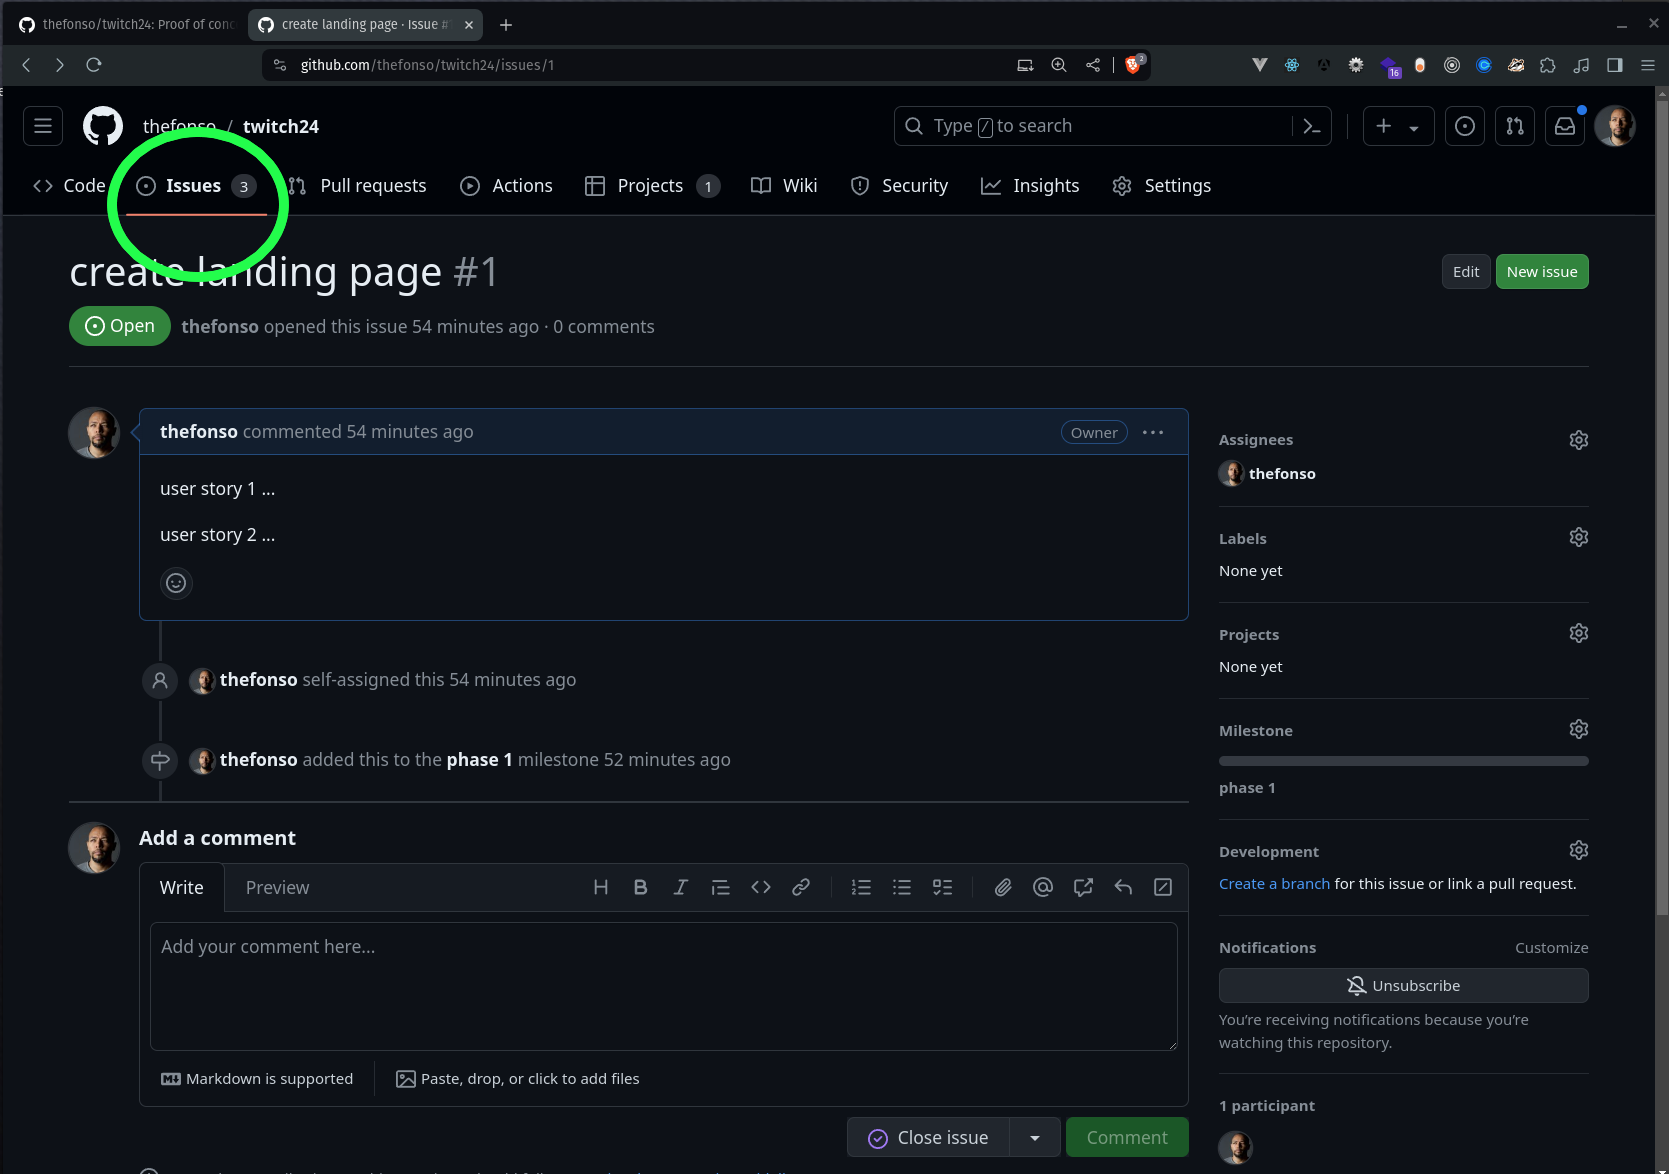 thefonso/twitch24: Proof of con
create landing page · Issue #
github.com/thefonso/twitch24/issues/1
2
16
thefonso / twitch24
Type / to search
Code
Issues 3
Pull requests
Actions
Projects 1
Wiki
Security
Insights
Settings
create landing page #1
Edit
New issue
Open
thefonso opened this issue 54 minutes ago · 0 comments
thefonso commented 54 minutes ago
Owner
user story 1 ...
user story 2 ...
thefonso self-assigned this 54 minutes ago
thefonso added this to the phase 1 milestone 52 minutes ago
Add a comment
Write
Preview
Add your comment here...
Markdown is supported
Paste, drop, or click to add files
Close issue
Comment
Assignees
thefonso
Labels
None yet
Projects
None yet
Milestone
phase 1
Development
Create a branch for this issue or link a pull request.
Notifications
Customize
Unsubscribe
You're receiving notifications because you're
watching this repository.
1 participant